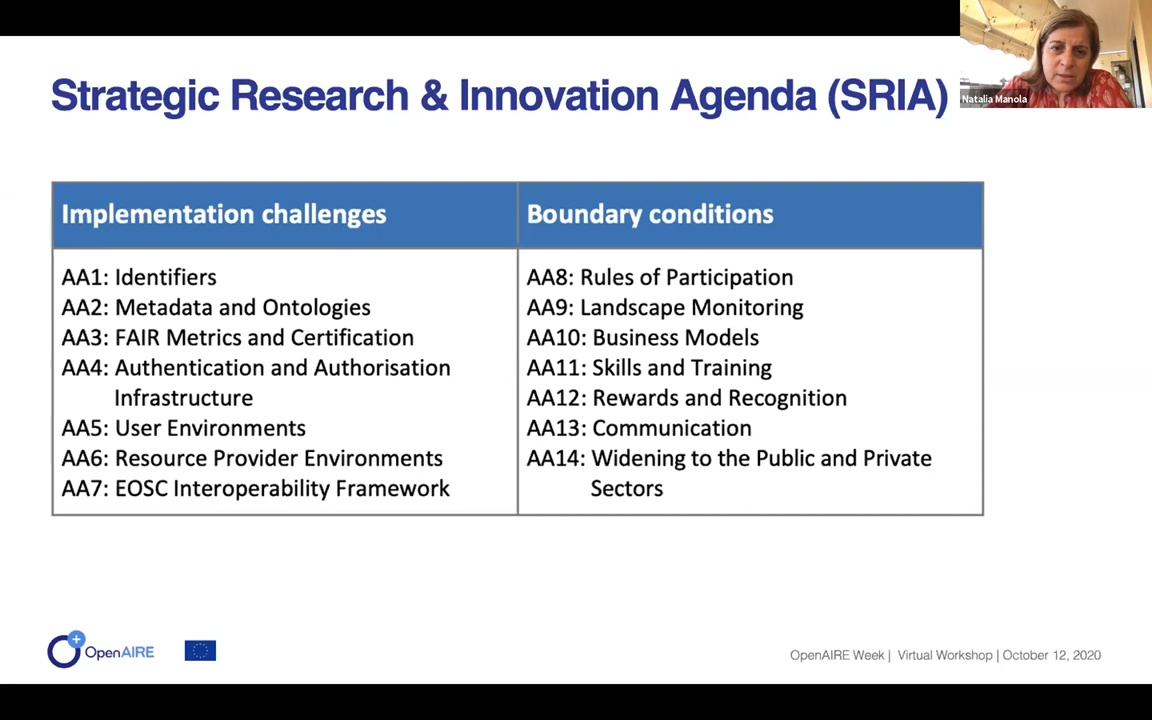 Strategic Research & Innovation Agenda (SRIA)
Natalia Manola
Implementation challenges
AA1: Identifiers
AA2: Metadata and Ontologies
AA3: FAIR Metrics and Certification
AA4: Authentication and Authorisation
Infrastructure
AA5: User Environments
AA6: Resource Provider Environments
AA7: EOSC Interoperability Framework
Boundary conditions
AA8: Rules of Participation
AA9: Landscape Monitoring
AA10: Business Models
AA11: Skills and Training
AA12: Rewards and Recognition
AA13: Communication
AA14: Widening to the Public and Private
Sectors
OpenAIRE
OpenAIRE Week | Virtual Workshop | October 12, 2020